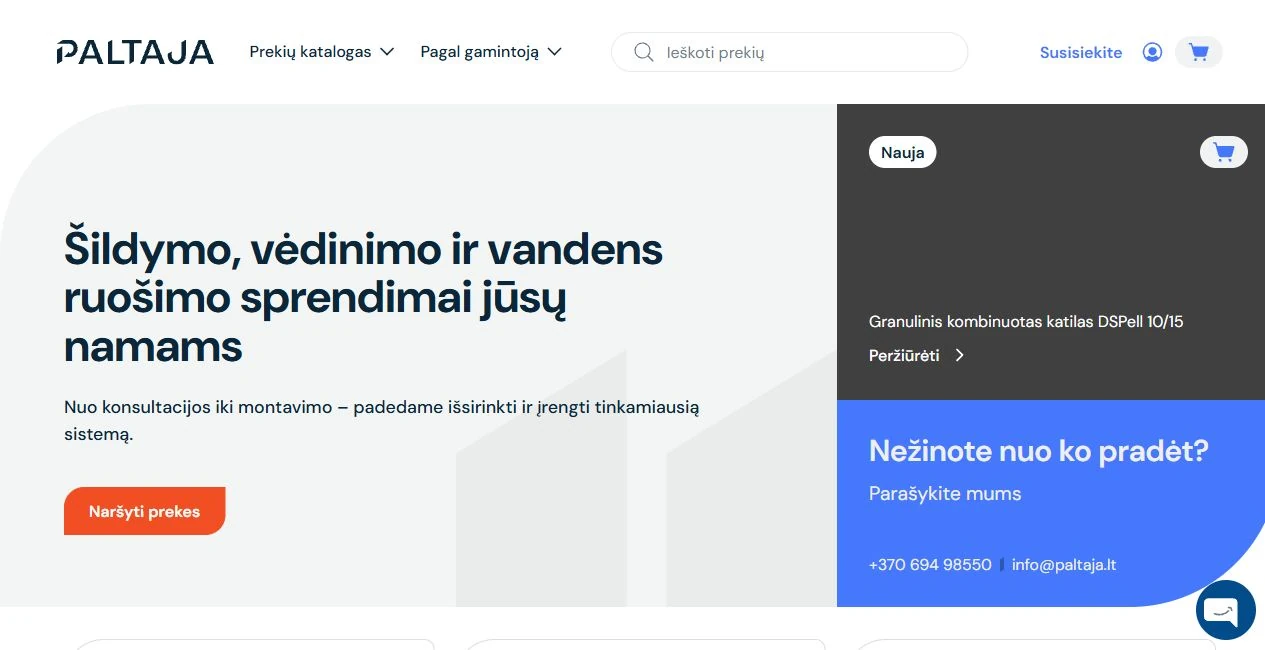 PALTAJA
Prekių katalogas
Pagal gamintoją
Ieškoti prekių
Susisiekite
Šildymo, vėdinimo ir vandens
ruošimo sprendimai jūsų
namams
Nuo konsultacijos iki montavimo – padedame išsirinkti ir įrengti tinkamiausią
sistemą.
Naršyti prekes
Nauja
Granulinis kombinuotas katilas DSPell 10/15
Peržiūrėti
Nežinote nuo ko pradėt?
Parašykite mums
+370 694 98550
info@paltaja.lt